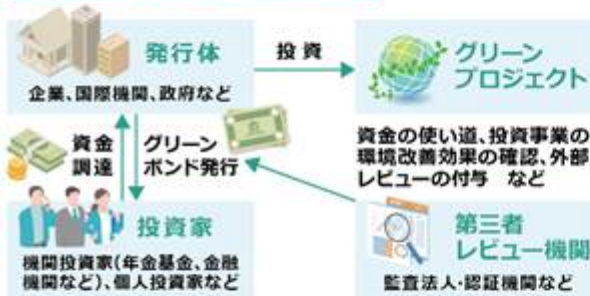 発行体
企業、国際機関、政府など
投資
グリーン
プロジェクト
資金
調達
グリーン
ボンド発行
資金の使い道、投資事業の
環境改善効果の確認、外部
レビューの付与　など
投資家
機関投資家(年金基金、金融
機関など)、個人投資家など
第三者
レビュー機関
監査法人・認証機関など